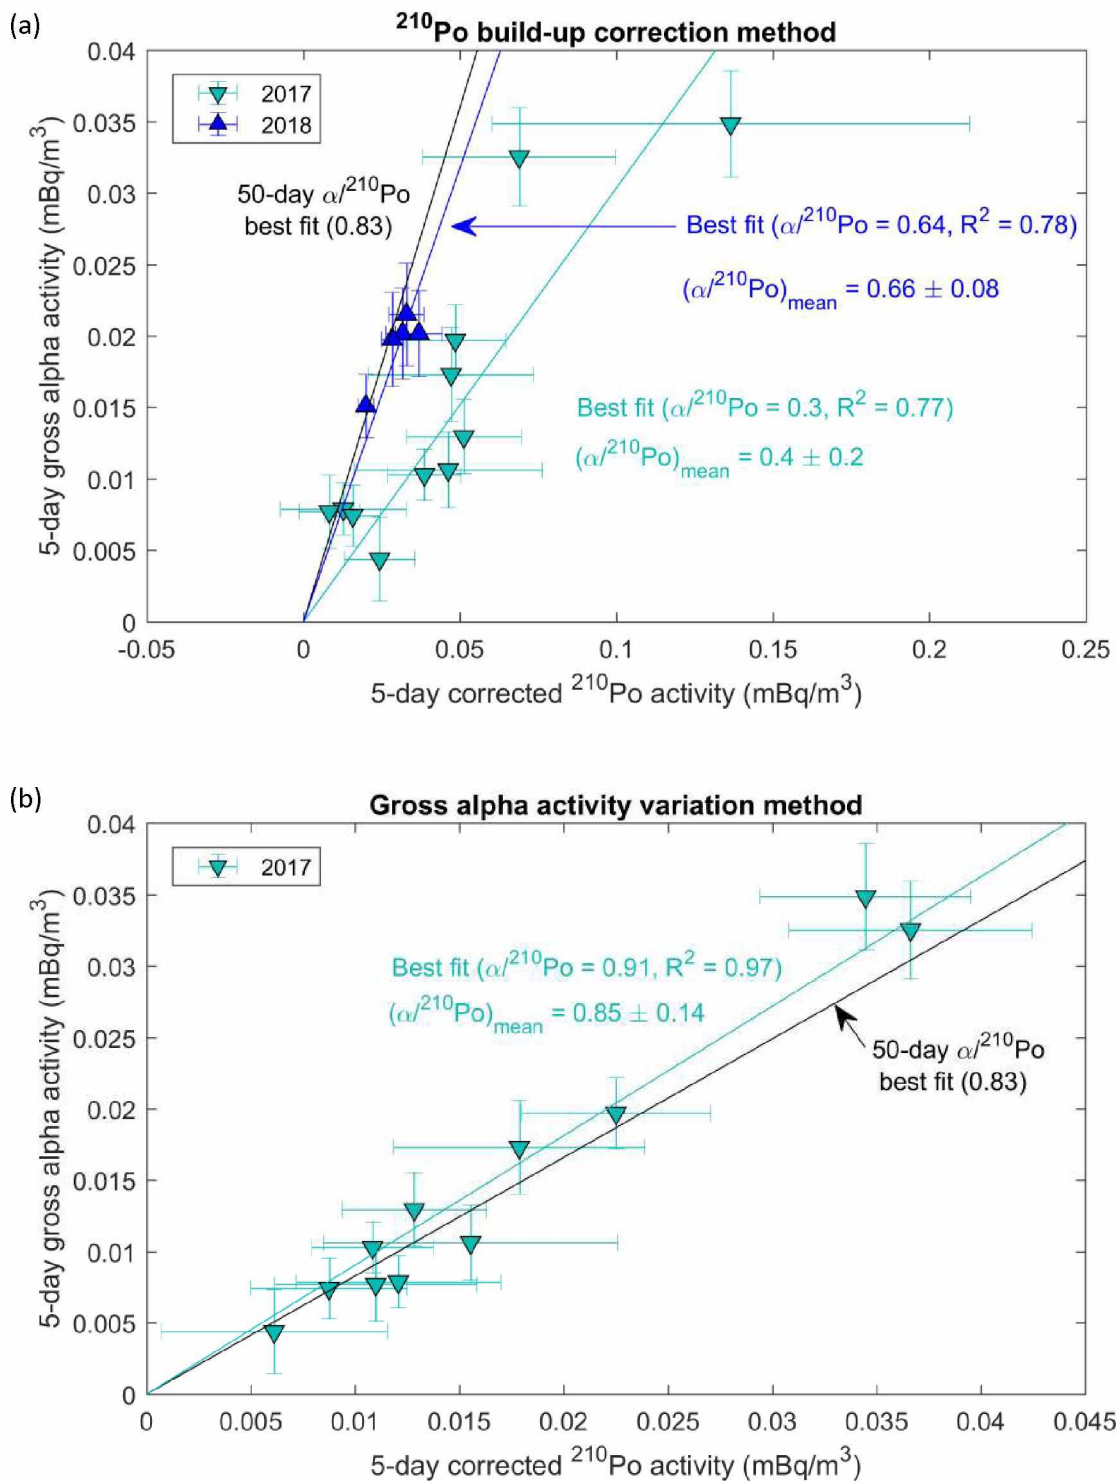 (a)
²¹⁰Po build-up correction method
0.04
0.035
0.03
0.025
0.02
0.015
0.01
0.005
0
5-day gross alpha activity (mBq/m³)
2017
2018
50-day α/²¹⁰Po
best fit (0.83)
Best fit (α/²¹⁰Po = 0.64, R² = 0.78)
(α/²¹⁰Po)mean = 0.66 ± 0.08
Best fit (α/²¹⁰Po = 0.3, R² = 0.77)
(α/²¹⁰Po)mean = 0.4 ± 0.2
-0.05 0 0.05 0.1 0.15 0.2 0.25
5-day corrected ²¹⁰Po activity (mBq/m³)
(b)
Gross alpha activity variation method
0.04
0.035
0.03
0.025
0.02
0.015
0.01
0.005
0
5-day gross alpha activity (mBq/m³)
2017
Best fit (α/²¹⁰Po = 0.91, R² = 0.97)
(α/²¹⁰Po)mean = 0.85 ± 0.14
50-day α/²¹⁰Po
best fit (0.83)
0 0.005 0.01 0.015 0.02 0.025 0.03 0.035 0.04 0.045
5-day corrected ²¹⁰Po activity (mBq/m³)